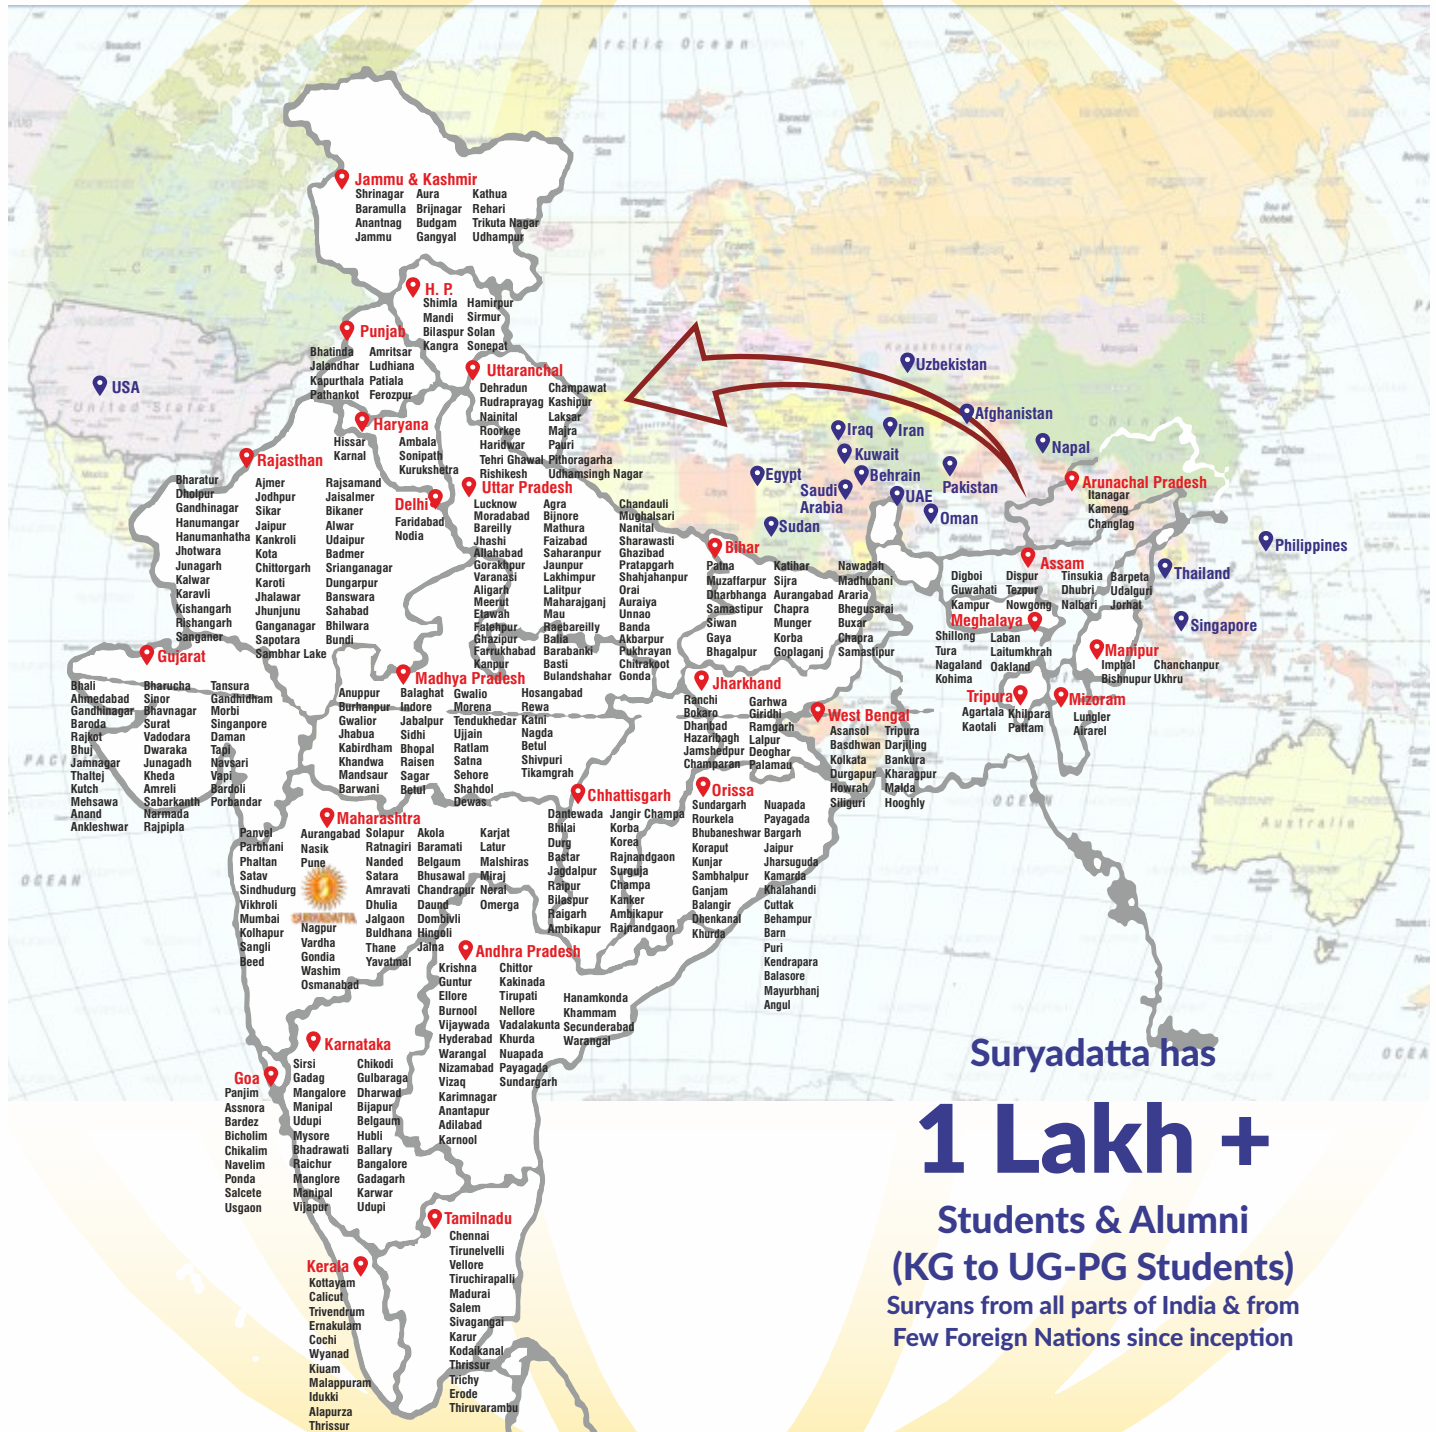 Arctic Ocean
Jammu & Kashmir
Shrinagar Aura Kathua
Baramulla Brijnagar Rehari
Anantnag Budgam Trikuta Nagar
Jammu Gangyal Udhampur
H. P.
Shimla Hamirpur
Mandi Sirmur
Bilaspur Solan
Kangra Sonepat
Punjab
Bhatinda Amritsar
Jalandhar Ludhiana
Kapurthala Patiala
Pathankot Ferozpur
Uttaranchal
Dehradun Champawat
Rudraprayag Kashipur
Nainital Laksar
Roorkee Majra
Haridwar Pauri
Tehri Ghawal Pithoragarha
Rishikesh Udhamsingh Nagar
USA
United States
Canada
Haryana
Hissar Ambala
Karnal Sonipath
Kurukshetra
Rajasthan
Bharatur
Dholpur
Gandhinagar
Hanumangar
Hanumanhatha
Jhotwara
Junagarh
Kalwar
Karavli
Kishangarh
Rishangarh
Sanganer
Ajmer
Jodhpur
Sikar
Jaipur
Kankroli
Kota
Chittorgarh
Karoti
Jhalawar
Jhunjunu
Ganganagar
Sapotara
Sambhar Lake
Rajsamand
Jaisalmer
Bikaner
Alwar
Udaipur
Badmer
Srianganagar
Dungarpur
Banswara
Sahabad
Bhilwara
Bundi
Delhi
Faridabad
Nodia
Uttar Pradesh
Lucknow
Moradabad
Bareilly
Jhashi
Allahabad
Gorakhpur
Varanasi
Aligarh
Meerut
Etawah
Fatehpur
Ghazipur
Farrukhabad
Kanpur
Agra
Bijnore
Mathura
Faizabad
Saharanpur
Jaunpur
Lakhimpur
Lalitpur
Maharajganj
Mau
Raebareilly
Balia
Barabanki
Basti
Bulandshahar
Chandauli
Mughalsari
Nanital
Sharawasti
Ghazibad
Pratapgarh
Shahjahanpur
Orai
Auraiya
Unnao
Banda
Akbarpur
Pukhrayan
Chitrakoot
Gonda
Uzbekistan
Afghanistan
Iraq
Iran
Napal
Kuwait
Egypt
Behrain
Pakistan
Saudi
Arabia
UAE
Oman
Sudan
Philippines
Thailand
Singapore
Arunachal Pradesh
Itanagar
Kameng
Changlag
Bihar
Patna
Muzaffarpur
Dharbhanga
Samastipur
Siwan
Gaya
Bhagalpur
Katihar
Sijra
Aurangabad
Chapra
Munger
Korba
Goplaganj
Nawadah
Madhubani
Araria
Bhegusarai
Buxar
Chapra
Samastipur
Assam
Digboi Dispur Tinsukia Barpeta
Guwahati Tezpur Dhubri Udalguri
Kampur Nowgong Nalbari Jorhat
Meghalaya
Shillong Laban
Tura Laitumkhrah
Nagaland Oakland
Kohima
Manipur
Imphal Chanchanpur
Bishnupur Ukhru
Tripura
Agartala Khilpara
Kaotali Pattam
Mizoram
Lungler
Airarel
Gujarat
Bhali
Ahmedabad
Gandhinagar
Baroda
Rajkot
Bhuj
Jamnagar
Thaltej
Kutch
Mehsawa
Anand
Ankleshwar
Bharucha
Sinor
Bhavnagar
Surat
Vadodara
Dwaraka
Junagadh
Kheda
Amreli
Sabarkanth
Narmada
Rajpipla
Tansura
Gandhidham
Morbi
Singanpore
Daman
Tapi
Navsari
Vapi
Bardoli
Porbandar
Madhya Pradesh
Anuppur
Burhanpur
Gwalior
Jhabua
Kabirdham
Khandwa
Mandsaur
Barwani
Balaghat
Indore
Jabalpur
Sidhi
Bhopal
Raisen
Sagar
Betul
Gwalio
Morena
Tendukhedar
Ujjain
Ratlam
Satna
Sehore
Shahdol
Dewas
Hosangabad
Rewa
Katni
Nagda
Betul
Shivpuri
Tikamgrah
Jharkhand
Ranchi
Bokaro
Dhanbad
Hazaribagh
Jamshedpur
Champaran
Garhwa
Giridhi
Ramgarh
Lalpur
Deoghar
Palamau
West Bengal
Asansol Tripura
Basdhwan Darjiling
Kolkata Bankura
Durgapur Kharagpur
Howrah Malda
Siliguri Hooghly
Chhattisgarh
Dantewada
Bhilai
Durg
Bastar
Jagdalpur
Raipur
Bilaspur
Raigarh
Ambikapur
Jangir Champa
Korba
Korea
Rajnandgaon
Surguja
Champa
Kanker
Ambikapur
Rajnandgaon
Orissa
Sundargarh
Rourkela
Bhubaneshwar
Koraput
Kunjar
Sambhalpur
Ganjam
Balangir
Dhenkanal
Khurda
Nuapada
Payagada
Bargarh
Jaipur
Jharsuguda
Kamarda
Khalahandi
Cuttak
Behampur
Barn
Puri
Kendrapara
Balasore
Mayurbhanj
Angul
Maharashtra
Panvel
Parbhani
Phaltan
Satav
Sindhudurg
Vikhroli
Mumbai
Kolhapur
Sangli
Beed
Aurangabad
Nasik
Pune
SURYADATTA
Nagpur
Vardha
Gondia
Washim
Osmanabad
Solapur
Ratnagiri
Nanded
Satara
Amravati
Dhulia
Jalgaon
Buldhana
Thane
Yavatmal
Akola
Baramati
Belgaum
Bhusawal
Chandrapur
Daund
Dombivli
Hingoli
Jalna
Karjat
Latur
Malshiras
Miraj
Neral
Omerga
Andhra Pradesh
Krishna
Guntur
Ellore
Burnool
Vijaywada
Hyderabad
Warangal
Nizamabad
Vizaq
Karimnagar
Anantapur
Adilabad
Karnool
Chittor
Kakinada
Tirupati
Nellore
Vadalakunta
Khurda
Nuapada
Payagada
Sundargarh
Hanamkonda
Khammam
Secunderabad
Warangal
Karnataka
Sirsi
Gadag
Mangalore
Manipal
Udupi
Mysore
Bhadrawati
Raichur
Manglore
Manipal
Vijapur
Chikodi
Gulbaraga
Dharwad
Bijapur
Belgaum
Hubli
Ballary
Bangalore
Gadagarh
Karwar
Udupi
Goa
Panjim
Assnora
Bardez
Bicholim
Chikalim
Navelim
Ponda
Salcete
Usgaon
Tamilnadu
Chennai
Tirunelvelli
Vellore
Tiruchirapalli
Madurai
Salem
Sivagangai
Karur
Kodaikanal
Thrissur
Trichy
Erode
Thiruvarambu
Kerala
Kottayam
Calicut
Trivendrum
Ernakulam
Cochi
Wyanad
Kiuam
Malappuram
Idukki
Alapurza
Thrissur
OCEAN
OCEAN
Australia
Suryadatta has
1 Lakh +
Students & Alumni
(KG to UG-PG Students)
Suryans from all parts of India & from
Few Foreign Nations since inception